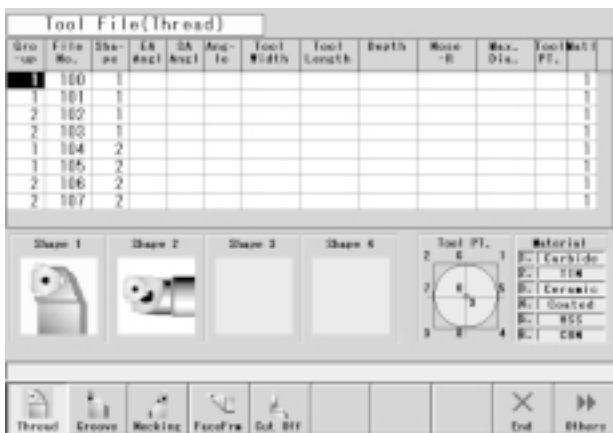 Tool File(Thread)
Gro-up File No. Sha-pe EA Angl SA Angl Ang-le Tool Width Tool Length Depth Nose-R Max. Dia. Tool PT. Matl
1 100 1 1
1 101 1 1
2 102 1 1
2 103 1 1
1 104 2 1
1 105 2 1
2 106 2 1
2 107 2 1
Shape 1 Shape 2 Shape 3 Shape 4 Tool PT. Material
1. Carbide
2. TIN
3. Ceramic
4. Coated
5. HSS
6. CBN
Thread Groove Necking FaceFrm Cut Off End Others